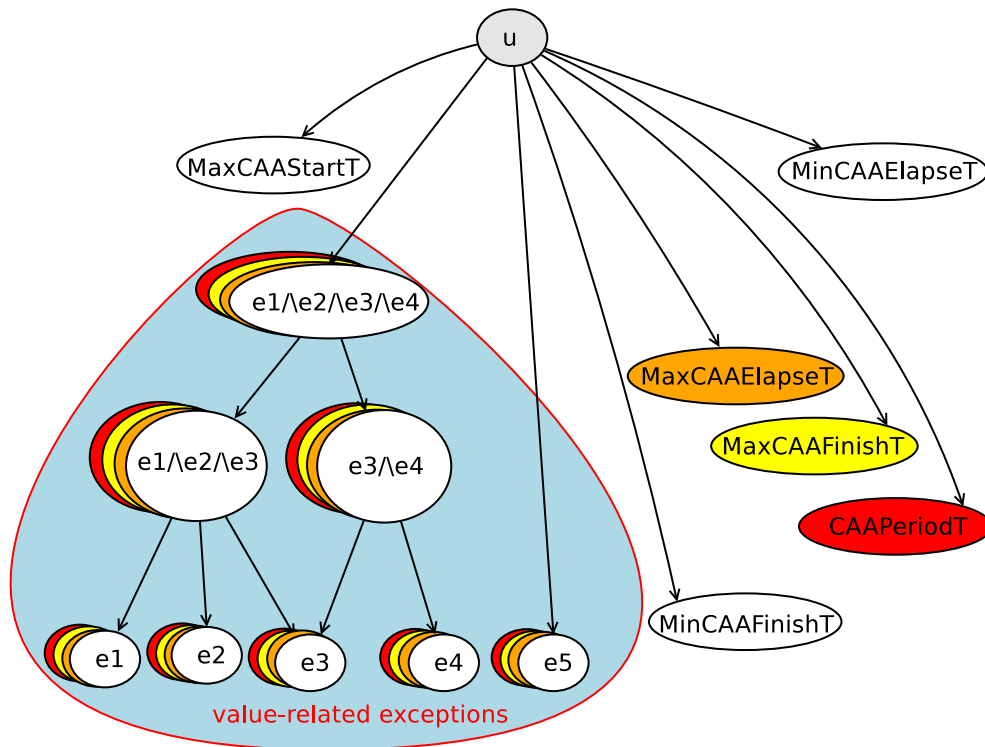 u
MaxCAAStartT
MinCAAElapseT
e1/\e2/\e3/\e4
MaxCAAElapseT
MaxCAAFinishT
e1/\e2/\e3
e3/\e4
CAAPeriodT
MinCAAFinishT
e1
e2
e3
e4
e5
value-related exceptions